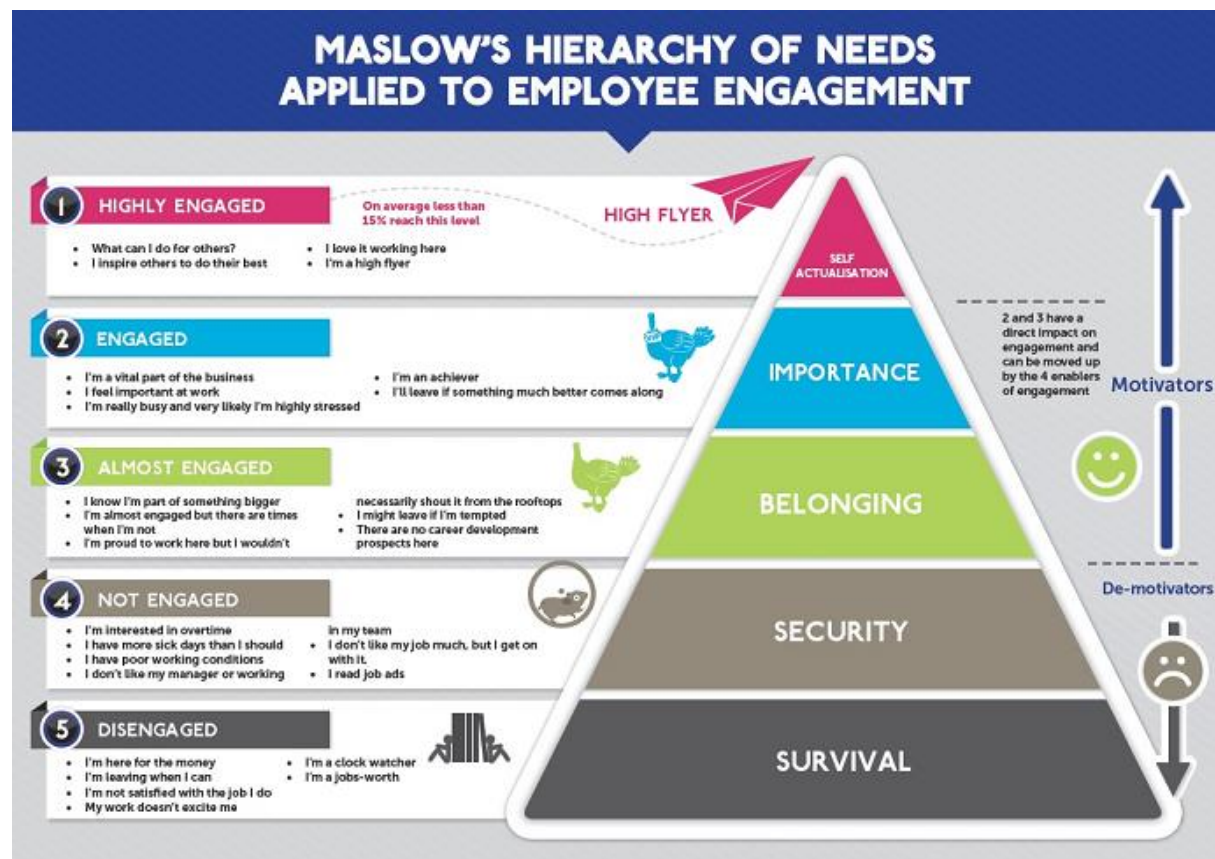 MASLOW'S HIERARCHY OF NEEDS
APPLIED TO EMPLOYEE ENGAGEMENT
1 HIGHLY ENGAGED
On average less than
15% reach this level
HIGH FLYER
• What can I do for others?
• I inspire others to do their best
• I love it working here
• I'm a high flyer
SELF
ACTUALISATION
2 ENGAGED
• I'm a vital part of the business
• I feel important at work
• I'm really busy and very likely I'm highly stressed
• I'm an achiever
• I'll leave if something much better comes along
IMPORTANCE
2 and 3 have a
direct impact on
engagement and
can be moved up
by the 4 enablers
of engagement
Motivators
3 ALMOST ENGAGED
• I know I'm part of something bigger
• I'm almost engaged but there are times
when I'm not
• I'm proud to work here but I wouldn't
necessarily shout it from the rooftops
• I might leave if I'm tempted
• There are no career development
prospects here
BELONGING
De-motivators
4 NOT ENGAGED
• I'm interested in overtime
• I have more sick days than I should
• I have poor working conditions
• I don't like my manager or working
in my team
• I don't like my job much, but I get on
with it.
• I read job ads
SECURITY
5 DISENGAGED
• I'm here for the money
• I'm leaving when I can
• I'm not satisfied with the job I do
• My work doesn't excite me
• I'm a clock watcher
• I'm a jobs-worth
SURVIVAL